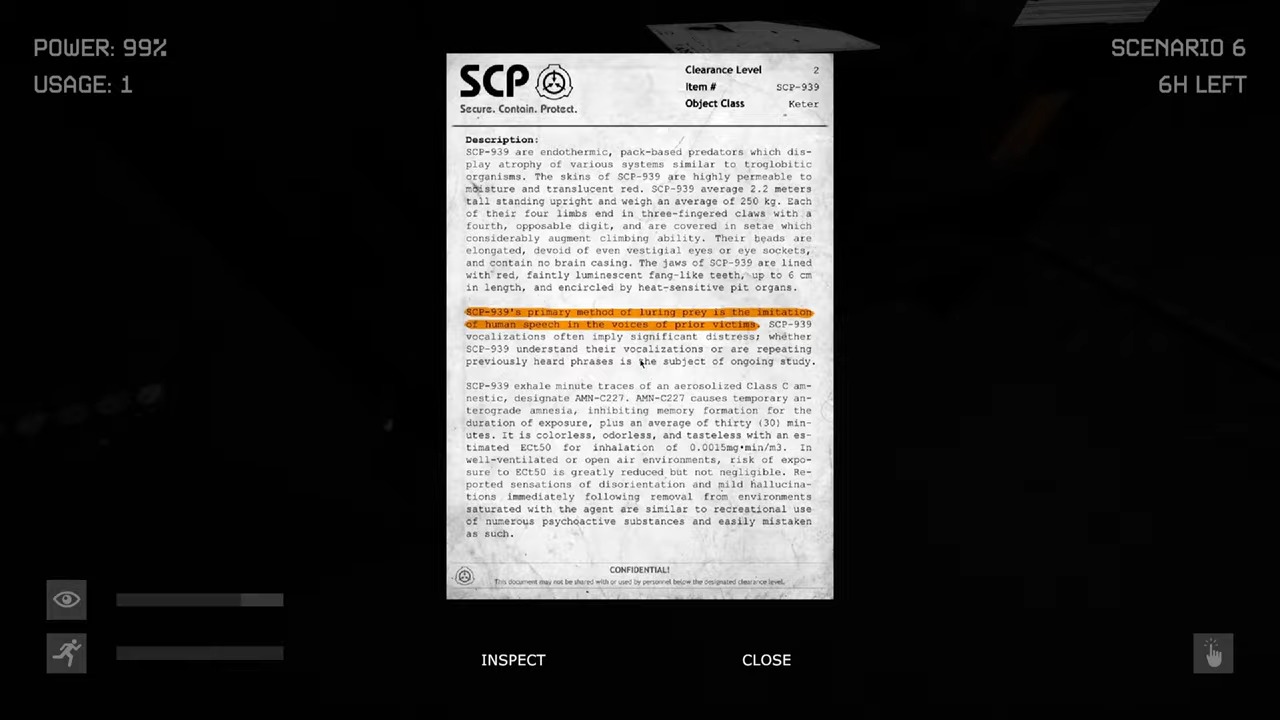 POWER: 99%
USAGE: 1
SCENARIO 6
6H LEFT
SCP
Secure. Contain. Protect.
Clearance Level 2
Item # SCP-939
Object Class Keter
Description:
SCP-939 are endothermic, pack-based predators which dis-
play atrophy of various systems similar to troglobitic
organisms. The skins of SCP-939 are highly permeable to
moisture and translucent red. SCP-939 average 2.2 meters
tall standing upright and weigh an average of 250 kg. Each
of their four limbs end in three-fingered claws with a
fourth, opposable digit, and are covered in setae which
considerably augment climbing ability. Their heads are
elongated, devoid of even vestigial eyes or eye sockets,
and contain no brain casing. The jaws of SCP-939 are lined
with red, faintly luminescent fang-like teeth, up to 6 cm
in length, and encircled by heat-sensitive pit organs.
SCP-939's primary method of luring prey is the imitation
of human speech in the voices of prior victims. SCP-939
vocalizations often imply significant distress; whether
SCP-939 understand their vocalizations or are repeating
previously heard phrases is the subject of ongoing study.
SCP-939 exhale minute traces of an aerosolized Class C am-
nestic, designate AMN-C227. AMN-C227 causes temporary an-
terograde amnesia, inhibiting memory formation for the
duration of exposure, plus an average of thirty (30) min-
utes. It is colorless, odorless, and tasteless with an es-
timated ECt50 for inhalation of 0.0015mg•min/m3. In
well-ventilated or open air environments, risk of expo-
sure to ECt50 is greatly reduced but not negligible. Re-
ported sensations of disorientation and mild hallucina-
tions immediately following removal from environments
saturated with the agent are similar to recreational use
of numerous psychoactive substances and easily mistaken
as such.
CONFIDENTIAL!
This document may not be shared with or used by personnel below the designated clearance level.
INSPECT
CLOSE